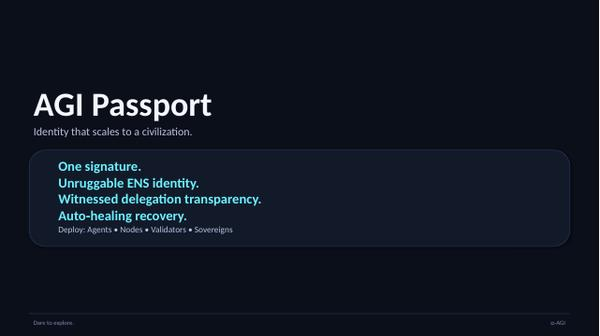 AGI Passport
Identity that scales to a civilization.
One signature.
Unruggable ENS identity.
Witnessed delegation transparency.
Auto-healing recovery.
Deploy: Agents • Nodes • Validators • Sovereigns
Dare to explore.
α-AGI